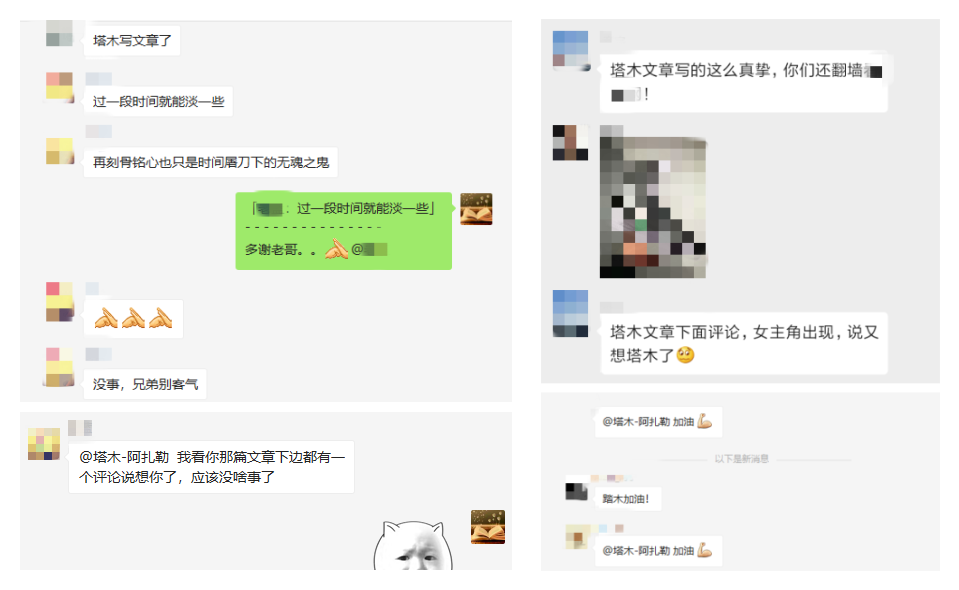 塔木写文章了
过一段时间就能淡一些
再刻骨铭心也只是时间屠刀下的无魂之鬼
「 : 过一段时间就能淡一些」
- - - - - - - - - - - - - - -
多谢老哥。。 @
没事，兄弟别客气
@塔木-阿扎勒 我看你那篇文章下边都有一
个评论说想你了，应该没啥事了
塔木文章写的这么真挚，你们还翻墙
！
塔木文章下面评论，女主角出现，说又
想塔木了
@塔木-阿扎勒 加油
以下是新消息
踏木加油！
@塔木-阿扎勒 加油